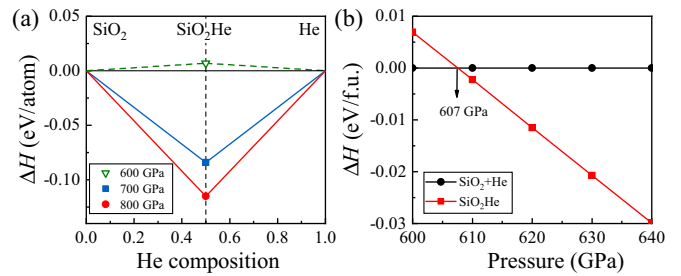 (a)
SiO₂ SiO₂He He
ΔH (eV/atom)
0.00
-0.05
-0.10
600 GPa
700 GPa
800 GPa
0.0 0.2 0.4 0.6 0.8 1.0
He composition
(b)
ΔH (eV/f.u.)
0.01
0.00
-0.01
-0.02
-0.03
607 GPa
SiO₂+He
SiO₂He
600 610 620 630 640
Pressure (GPa)